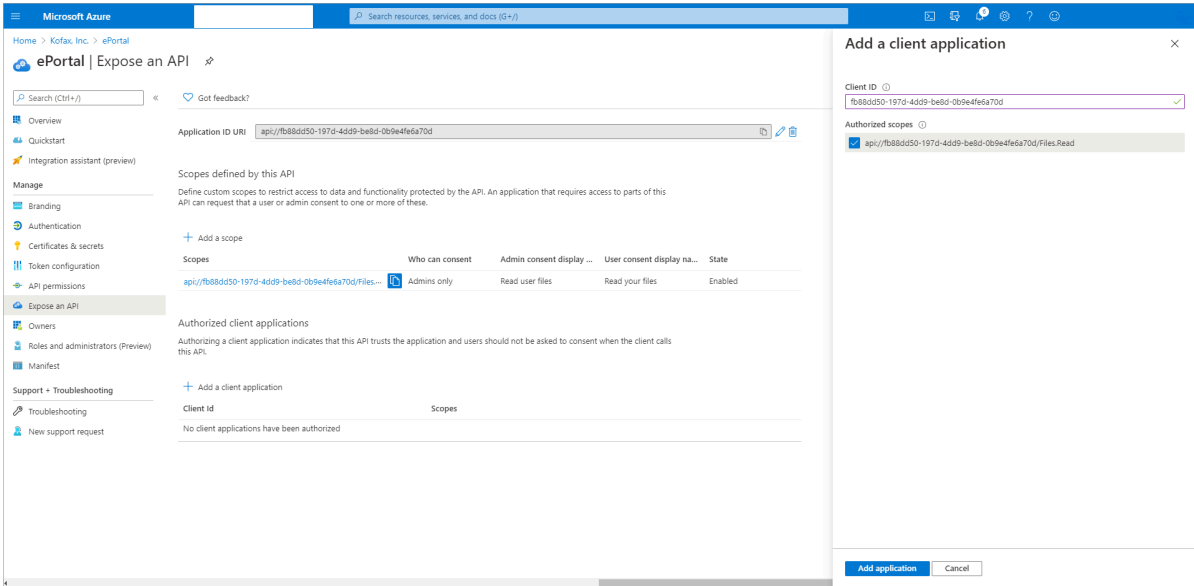 Microsoft Azure
Search resources, services, and docs (G+/)
6
Home > Kofax, Inc. > ePortal
ePortal | Expose an API
Search (Ctrl+/)
«
Overview
Quickstart
Integration assistant (preview)
Manage
Branding
Authentication
Certificates & secrets
Token configuration
API permissions
Expose an API
Owners
Roles and administrators (Preview)
Manifest
Support + Troubleshooting
Troubleshooting
New support request
Got feedback?
Application ID URI api://fb88dd50-197d-4dd9-be8d-0b9e4fe6a70d
Scopes defined by this API
Define custom scopes to restrict access to data and functionality protected by the API. An application that requires access to parts of this
API can request that a user or admin consent to one or more of these.
+ Add a scope
Scopes Who can consent Admin consent display ... User consent display na... State
api://fb88dd50-197d-4dd9-be8d-0b9e4fe6a70d/Files.... Admins only Read user files Read your files Enabled
Authorized client applications
Authorizing a client application indicates that this API trusts the application and users should not be asked to consent when the client calls
this API.
+ Add a client application
Client Id Scopes
No client applications have been authorized
Add a client application
Client ID
fb88dd50-197d-4dd9-be8d-0b9e4fe6a70d
Authorized scopes
api://fb88dd50-197d-4dd9-be8d-0b9e4fe6a70d/Files.Read
Add application Cancel